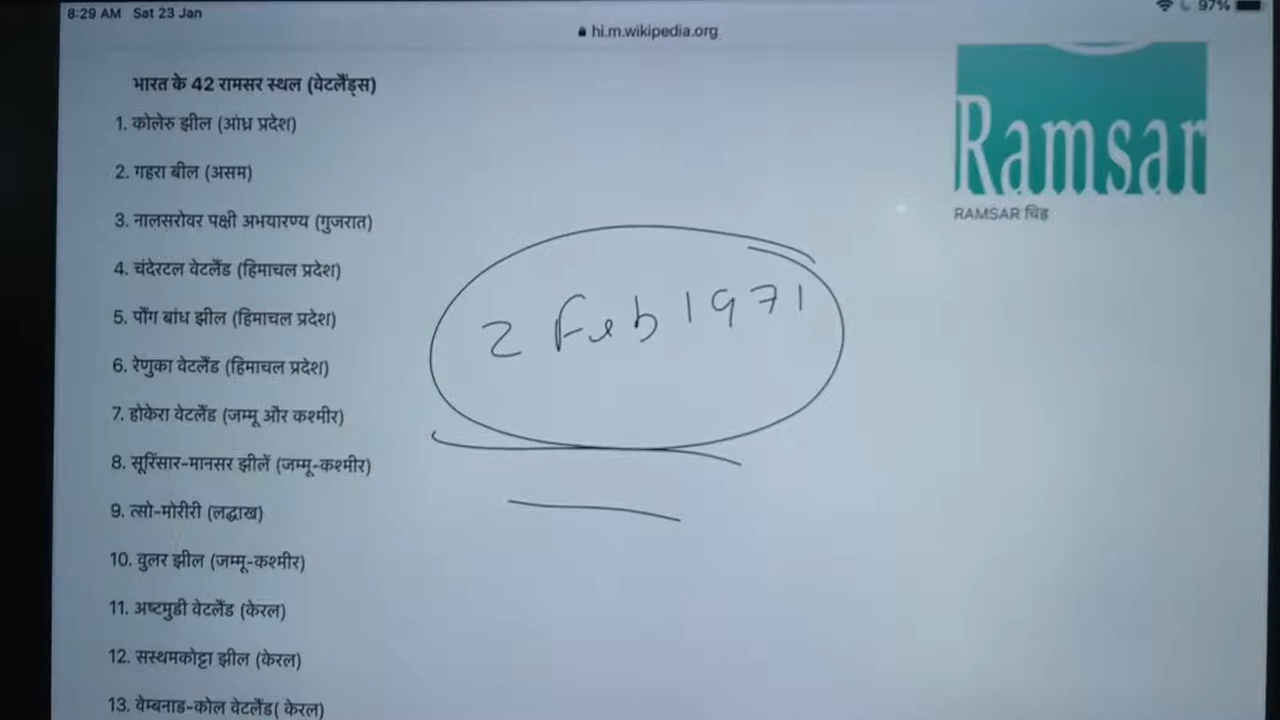 8:29 AM Sat 23 Jan
97%
hi.m.wikipedia.org
भारत के 42 रामसर स्थल (वेटलैंड्स)
1. कोलेरु झील (आंध्र प्रदेश)
2. गहरा बील (असम)
3. नालसरोवर पक्षी अभयारण्य (गुजरात)
4. चंदेरटल वेटलैंड (हिमाचल प्रदेश)
5. पौंग बांध झील (हिमाचल प्रदेश)
6. रेणुका वेटलैंड (हिमाचल प्रदेश)
7. होकेरा वेटलैंड (जम्मू और कश्मीर)
8. सूरिंसार-मानसर झीलें (जम्मू-कश्मीर)
9. त्सो-मोरीरी (लद्धाख)
10. वुलर झील (जम्मू-कश्मीर)
11. अष्टमुडी वेटलैंड (केरल)
12. सस्थमकोट्टा झील (केरल)
13. वेम्बनाड-कोल वेटलैंड( केरल)
Ramsar
RAMSAR चिह्न
2 Feb 1971